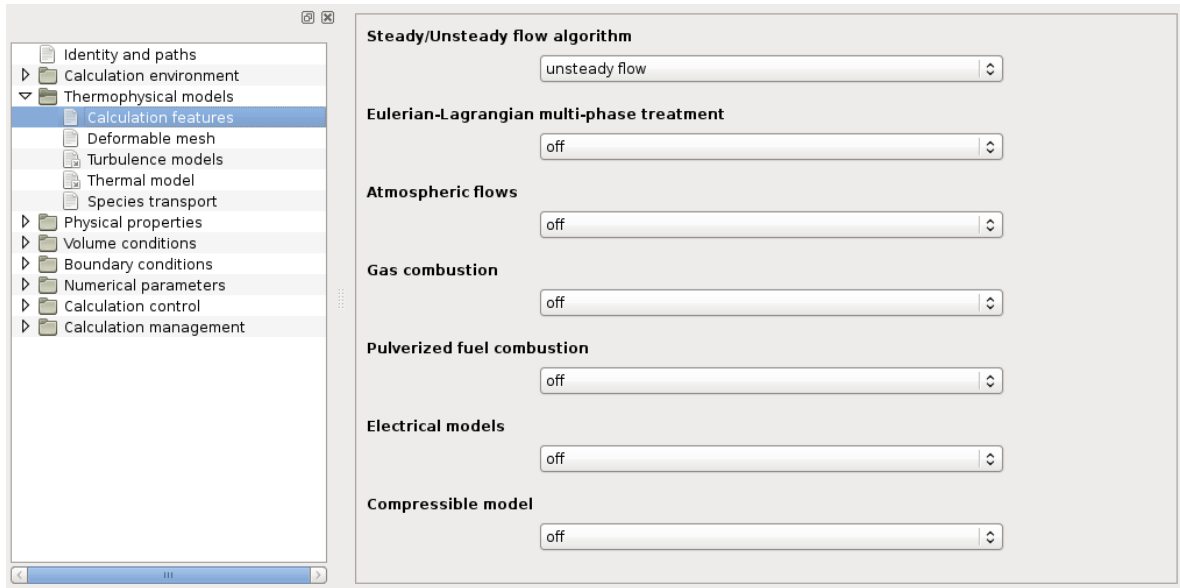 Identity and paths
Calculation environment
Thermophysical models
Calculation features
Deformable mesh
Turbulence models
Thermal model
Species transport
Physical properties
Volume conditions
Boundary conditions
Numerical parameters
Calculation control
Calculation management
Steady/Unsteady flow algorithm
unsteady flow
Eulerian-Lagrangian multi-phase treatment
off
Atmospheric flows
off
Gas combustion
off
Pulverized fuel combustion
off
Electrical models
off
Compressible model
off